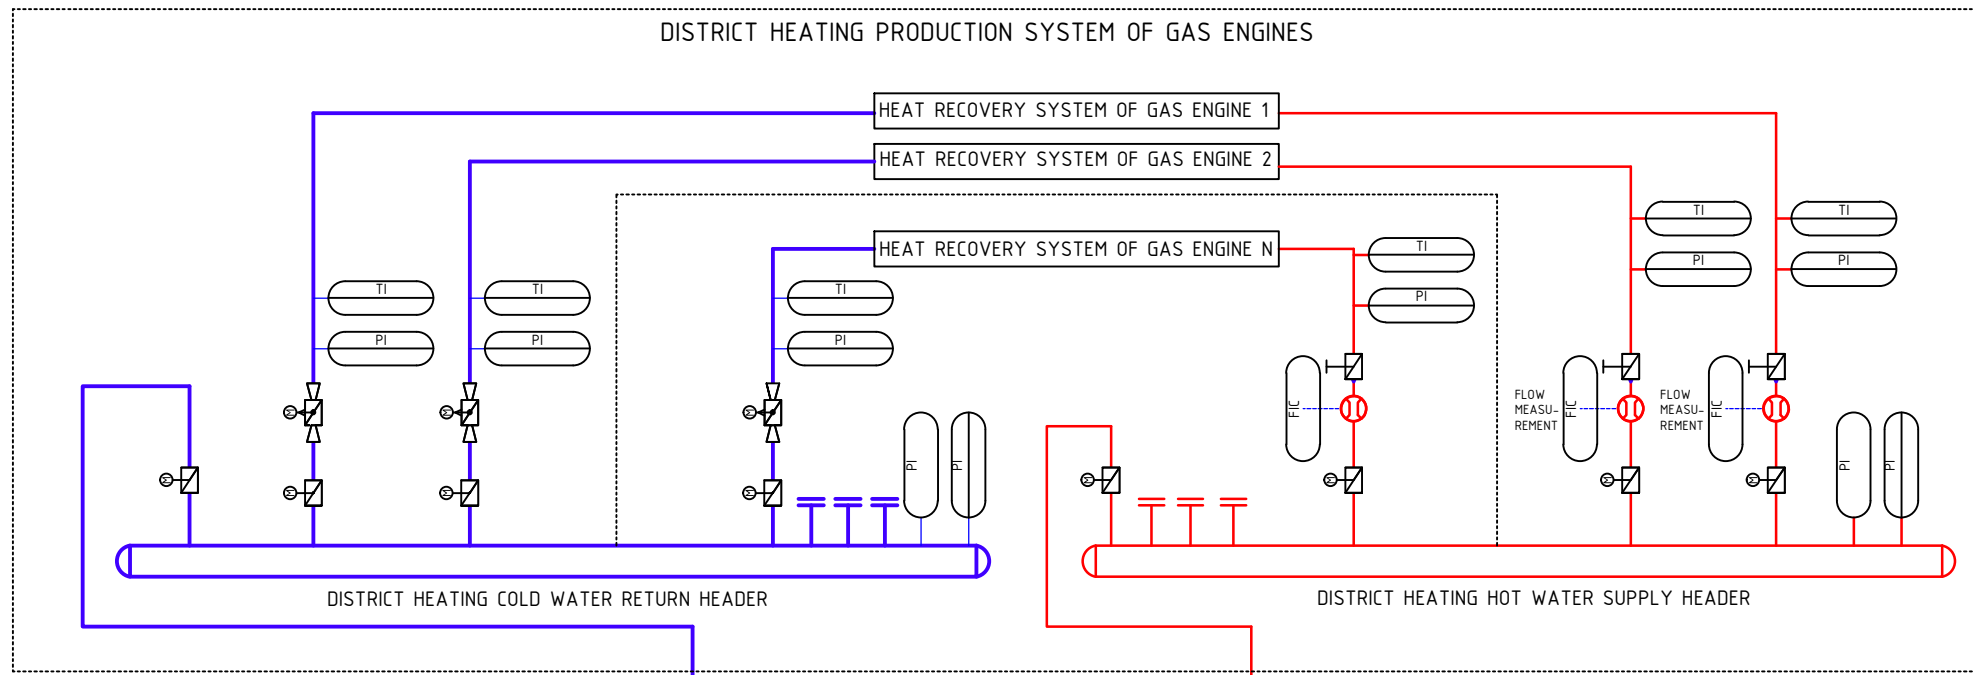 DISTRICT HEATING PRODUCTION SYSTEM OF GAS ENGINES
HEAT RECOVERY SYSTEM OF GAS ENGINE 1
HEAT RECOVERY SYSTEM OF GAS ENGINE 2
HEAT RECOVERY SYSTEM OF GAS ENGINE N
TI
TI
TI
PI
PI
TI
PI
TI
TI
TI
PI
PI
PI
FLOW
MEASU-
REMENT
FLOW
MEASU-
REMENT
FIC
FIC
FIC
M
M
M
M
M
M
M
M
M
M
M
PI
PI
PI
PI
DISTRICT HEATING COLD WATER RETURN HEADER
DISTRICT HEATING HOT WATER SUPPLY HEADER